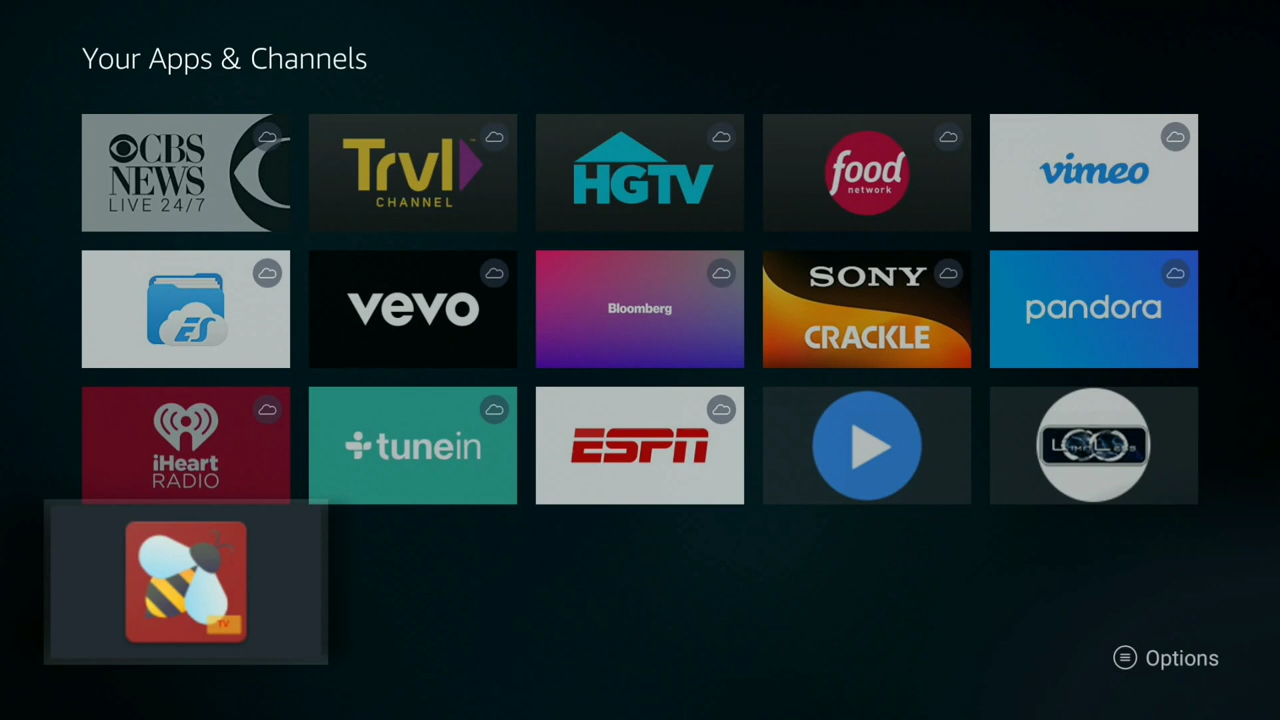 Your Apps & Channels
CBS
NEWS
LIVE 24/7
Trvl
CHANNEL
HGTV
food
network
vimeo
ES
vevo
Bloomberg
SONY
CRACKLE
pandora
iHeart
RADIO
tunein
ESPN
LimitLess
TV
Options